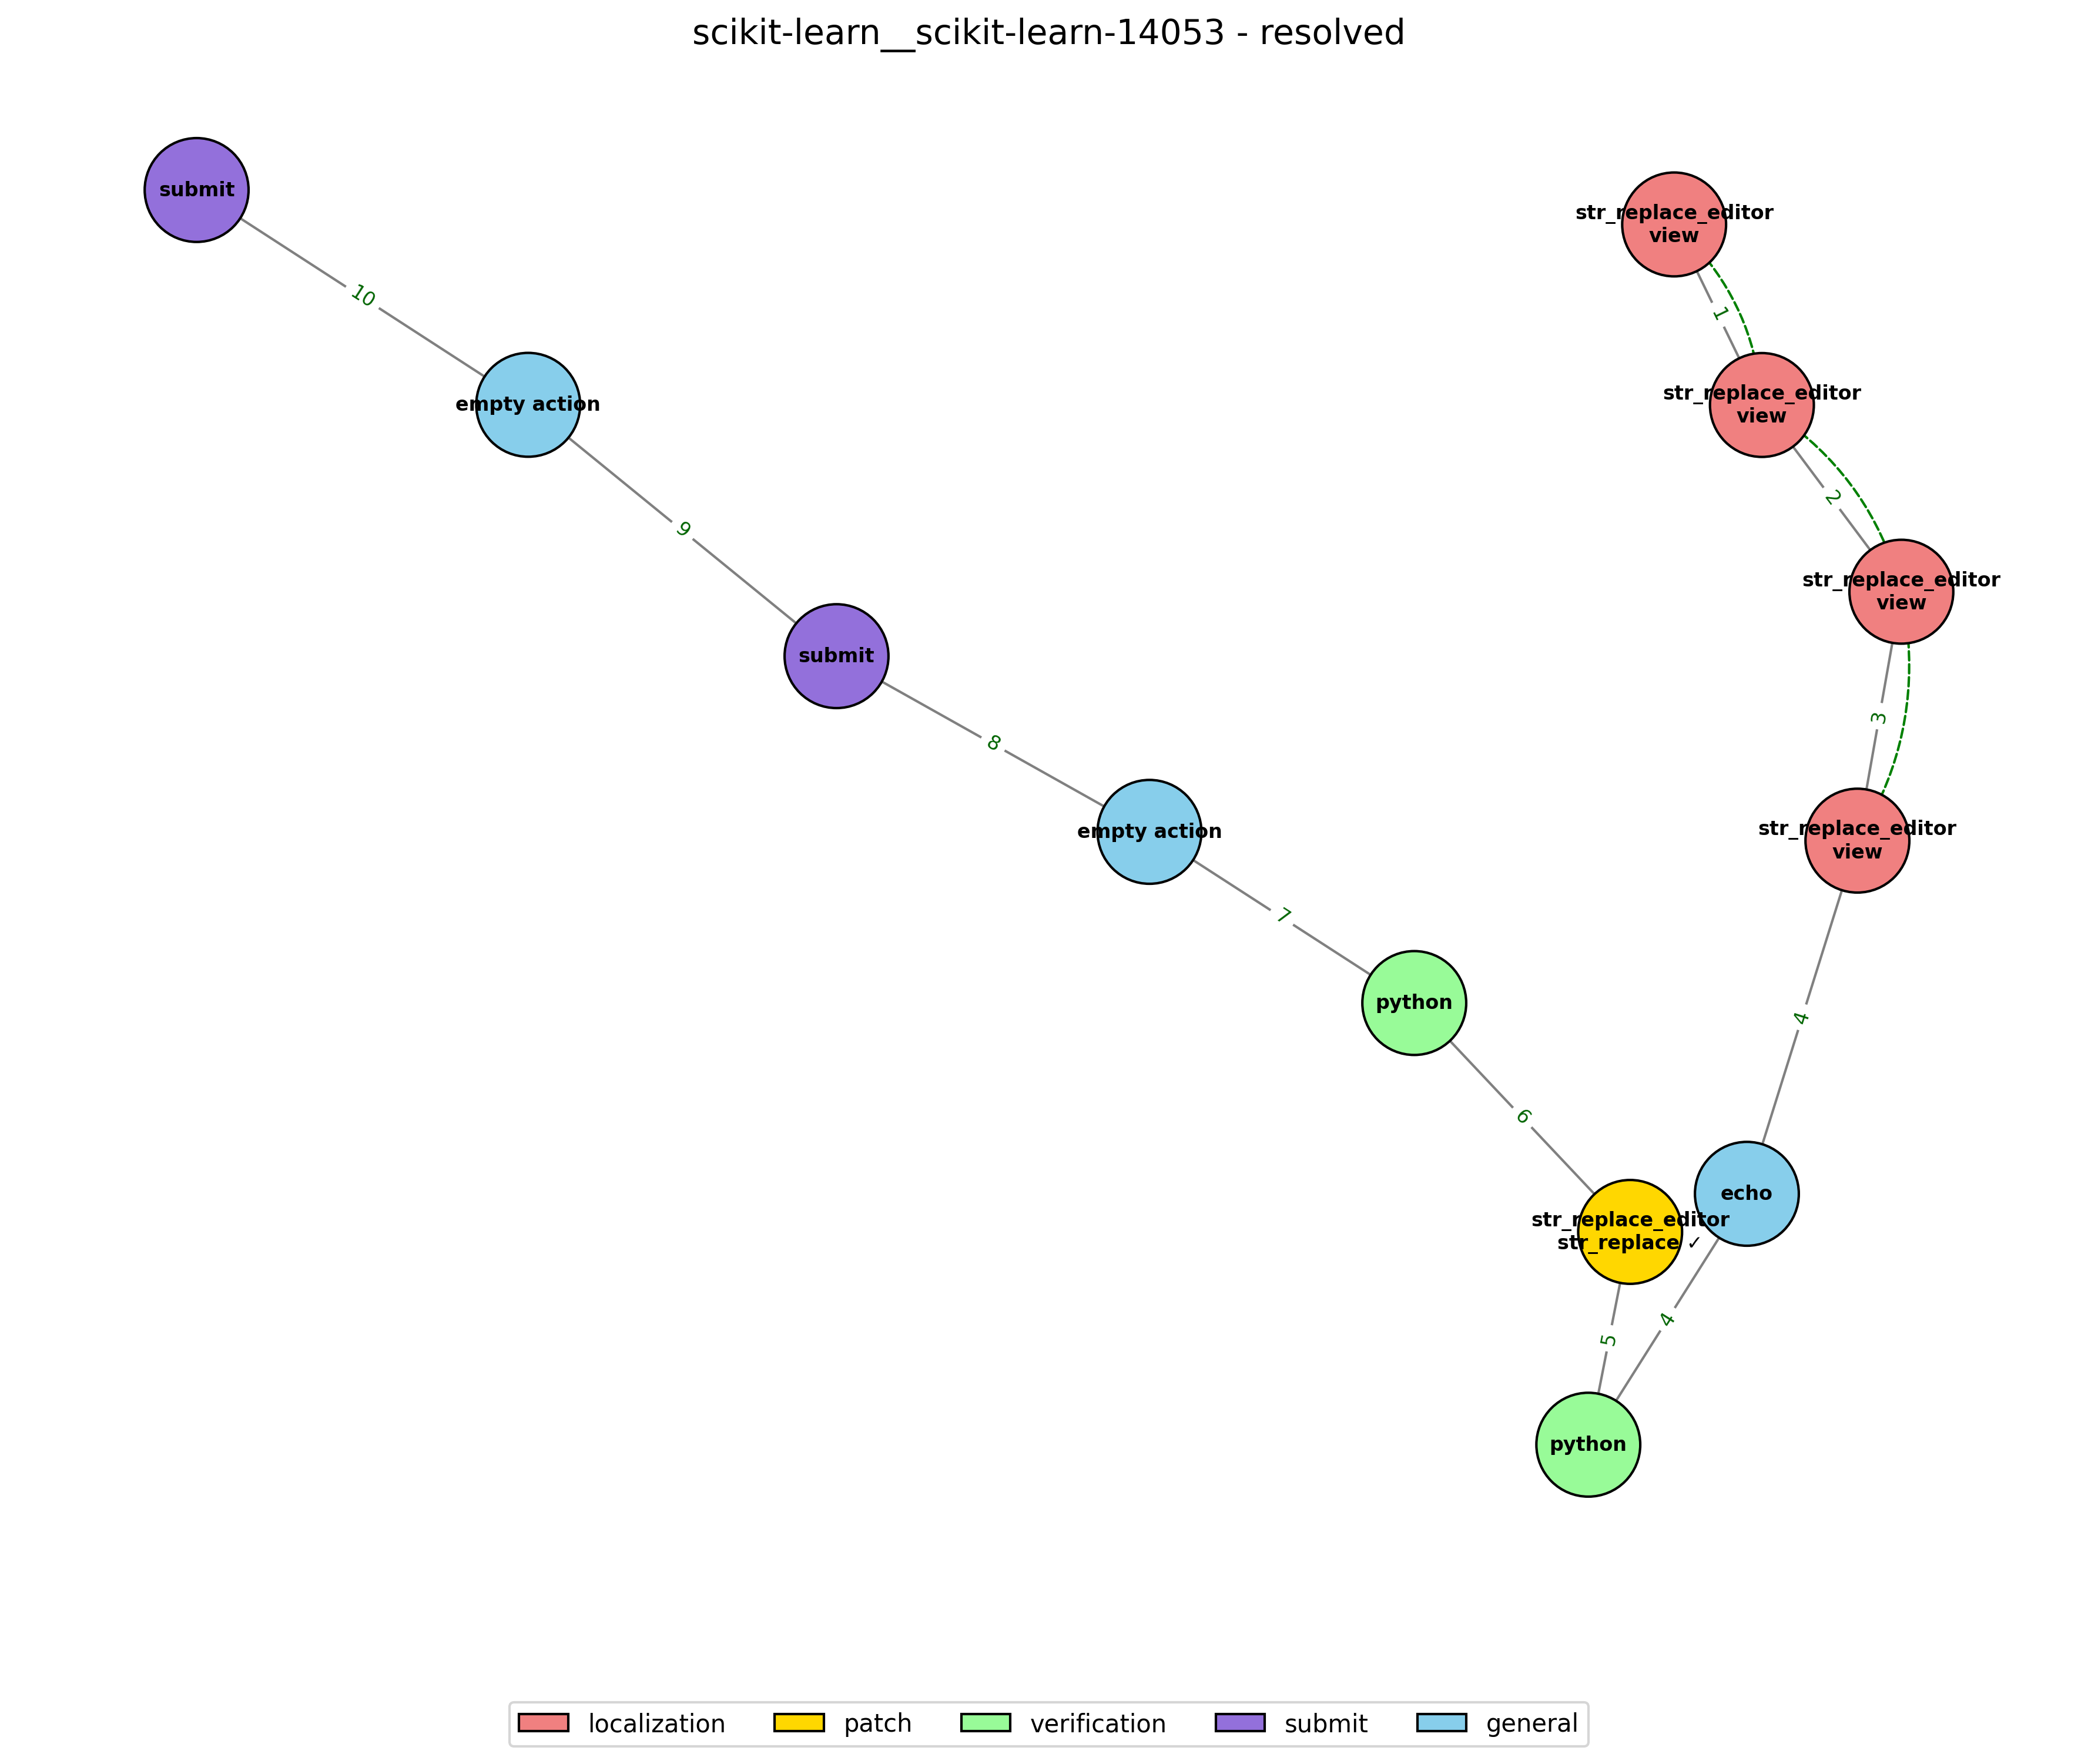 scikit-learn__scikit-learn-14053 - resolved
submit
10
empty action
9
submit
8
empty action
7
python
6
str_replace_editor
str_replace ✓
5
python
4
echo
4
str_replace_editor
view
3
str_replace_editor
view
2
str_replace_editor
view
1
str_replace_editor
view
localization
patch
verification
submit
general